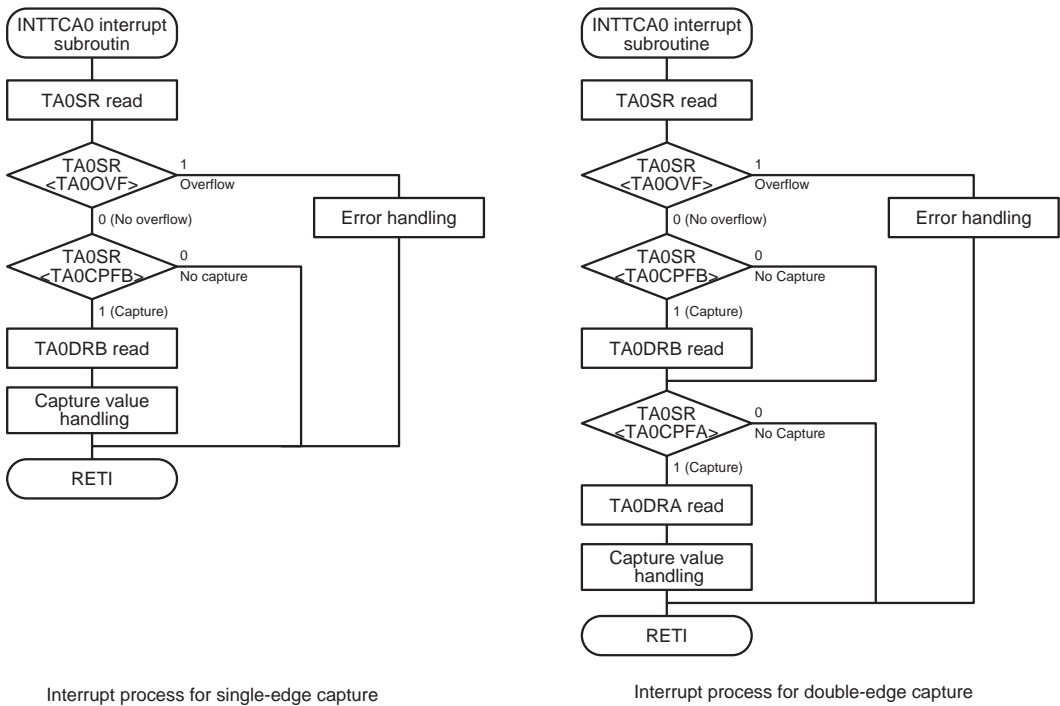 INTTCA0 interrupt
subroutin
TA0SR read
TA0SR
<TA0OVF>
1
Overflow
0 (No overflow)
Error handling
TA0SR
<TA0CPFB>
0
No capture
1 (Capture)
TA0DRB read
Capture value
handling
RETI
Interrupt process for single-edge capture
INTTCA0 interrupt
subroutine
TA0SR read
TA0SR
<TA0OVF>
1
Overflow
0 (No overflow)
Error handling
TA0SR
<TA0CPFB>
0
No Capture
1 (Capture)
TA0DRB read
TA0SR
<TA0CPFA>
0
No Capture
1 (Capture)
TA0DRA read
Capture value
handling
RETI
Interrupt process for double-edge capture